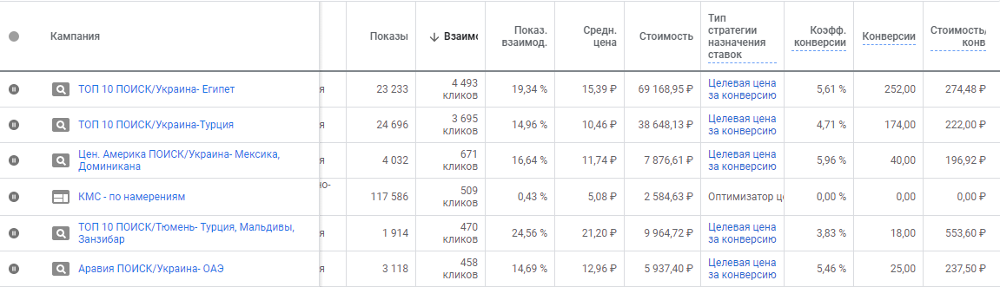 Кампания Показы Взаимо Показ. взаимод. Средн. цена Стоимость Тип стратегии назначения ставок Коэфф. конверсии Конверсии Стоимость/ конв
я
ТОП 10 ПОИСК/Украина- Египет я 23 233 4 493 кликов 19,34 % 15,39 ₽ 69 168,95 ₽ Целевая цена за конверсию 5,61 % 252,00 274,48 ₽
ТОП 10 ПОИСК/Украина-Турция я 24 696 3 695 кликов 14,96 % 10,46 ₽ 38 648,13 ₽ Целевая цена за конверсию 4,71 % 174,00 222,00 ₽
Цен. Америка ПОИСК/Украина- Мексика, Доминикана я 4 032 671 кликов 16,64 % 11,74 ₽ 7 876,61 ₽ Целевая цена за конверсию 5,96 % 40,00 196,92 ₽
КМС - по намерениям но- 117 586 509 кликов 0,43 % 5,08 ₽ 2 584,63 ₽ Оптимизатор ц 0,00 % 0,00 0,00 ₽
ТОП 10 ПОИСК/Тюмень- Турция, Мальдивы, Занзибар я 1 914 470 кликов 24,56 % 21,20 ₽ 9 964,72 ₽ Целевая цена за конверсию 3,83 % 18,00 553,60 ₽
Аравия ПОИСК/Украина- ОАЭ я 3 118 458 кликов 14,69 % 12,96 ₽ 5 937,40 ₽ Целевая цена за конверсию 5,46 % 25,00 237,50 ₽